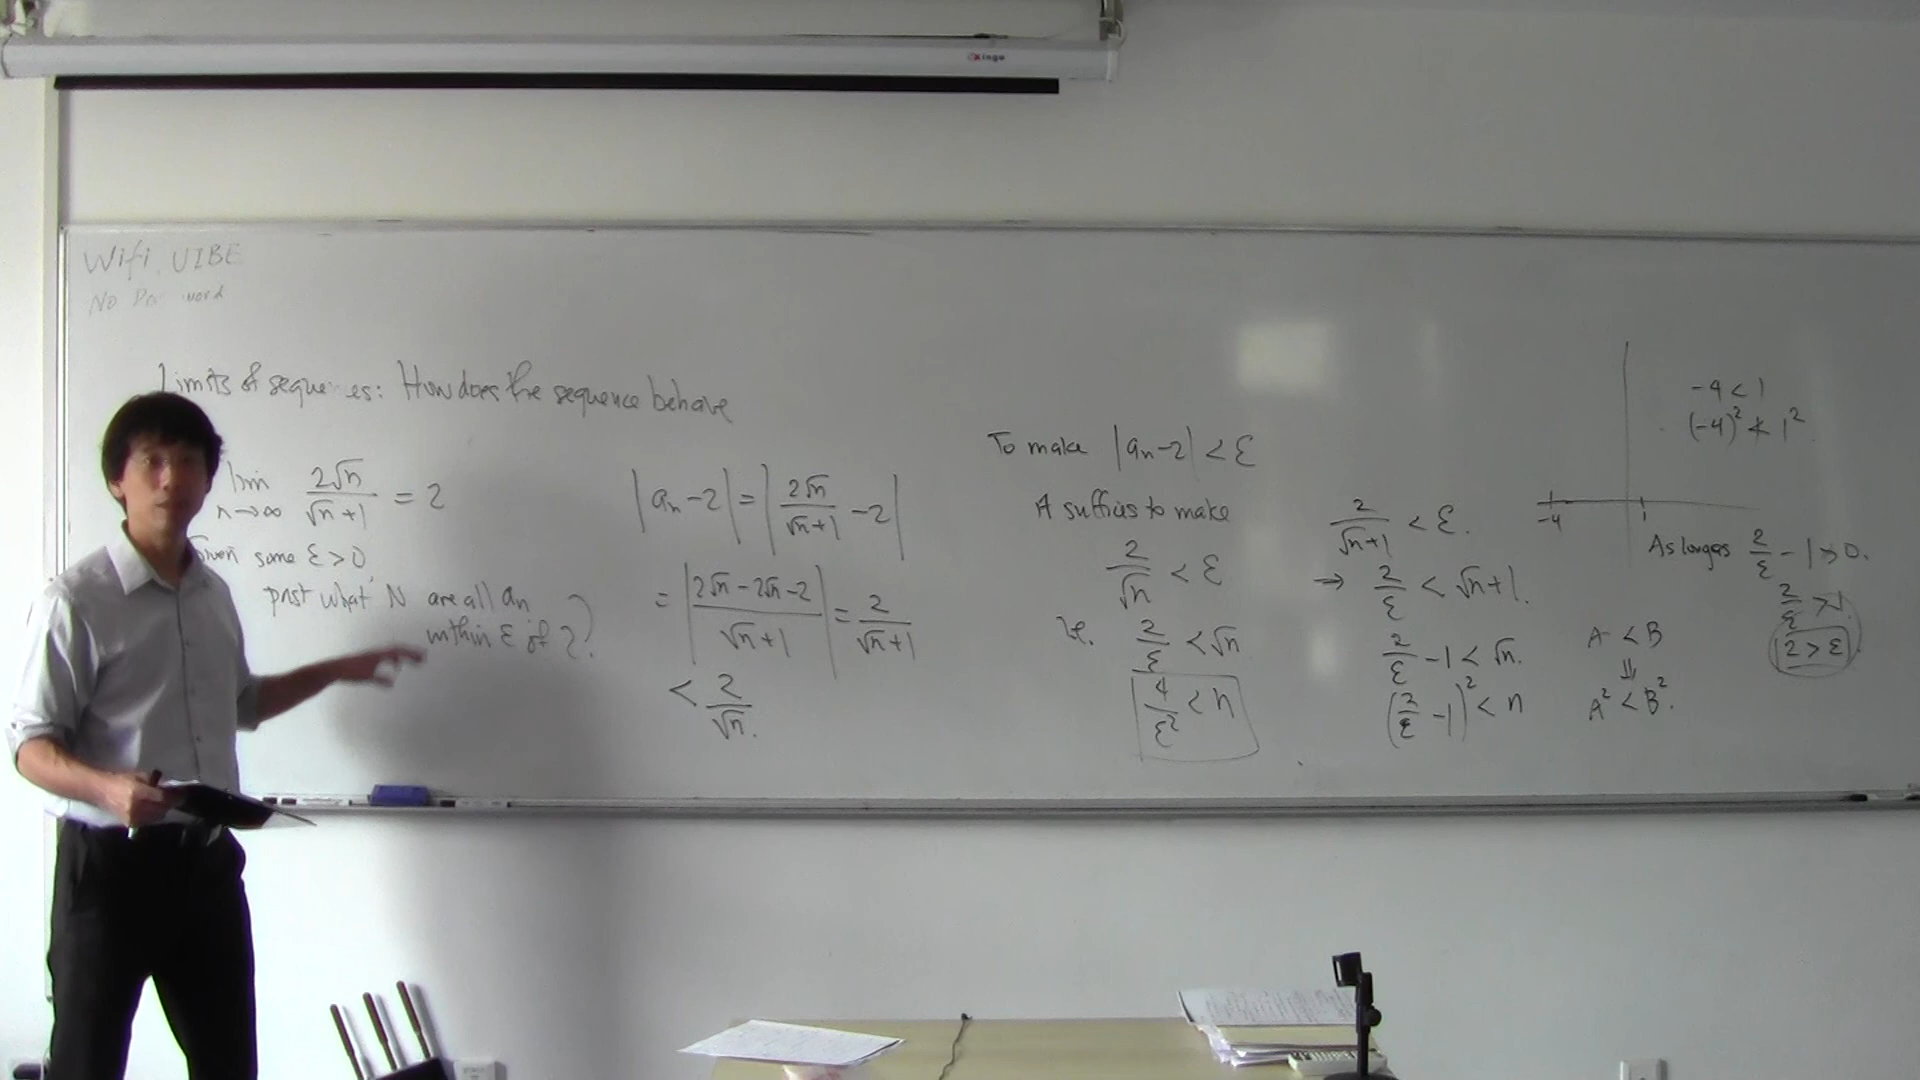 Wifi UIBE
No
Limits of sequences: How does the sequence behave
lim n→∞ 2√n / (√n + 1) = 2
Given some ε > 0
past what N are all an
within ε of 2?
|an - 2| = |2√n / (√n + 1) - 2|
= |(2√n - 2√n - 2) / (√n + 1)| = 2 / (√n + 1)
< 2/√n.
To make |an - 2| < ε
It suffices to make
2/√n < ε
ie. 2/ε < √n
4/ε² < n
2/(√n + 1) < ε.
→ 2/ε < √n + 1.
2/ε - 1 < √n.
(2/ε - 1)² < n
A < B
⇓
A² < B².
-4 < 1
(-4)² ≮ 1²
-4 1
As long as 2/ε - 1 > 0.
2/ε > 1.
2 > ε